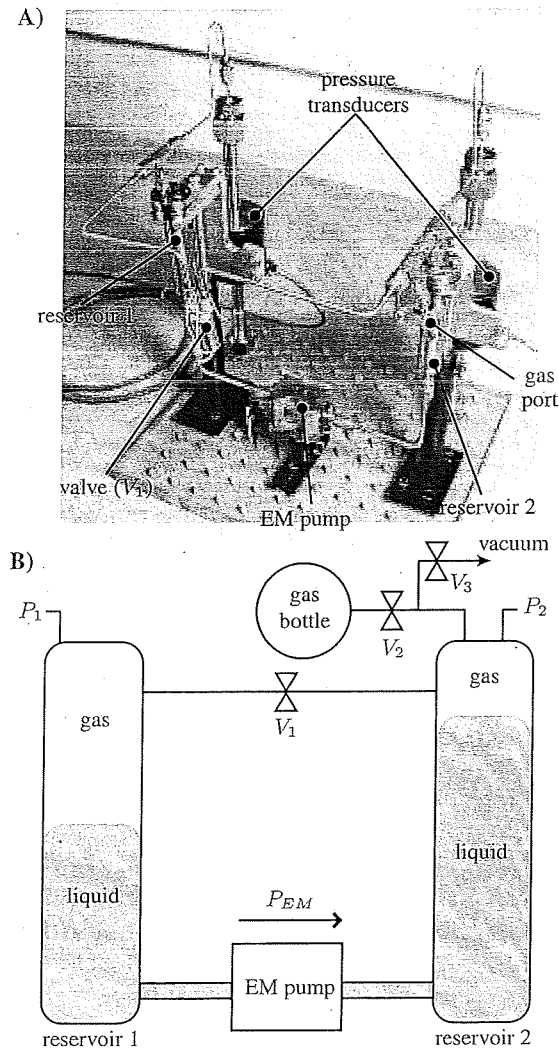 A)
pressure
transducers
reservoir 1
gas
port
valve (V₁)
EM pump
reservoir 2
B)
vacuum
V₃
gas
bottle
P₁
P₂
V₂
gas
gas
V₁
liquid
liquid
P_EM
EM pump
reservoir 1
reservoir 2